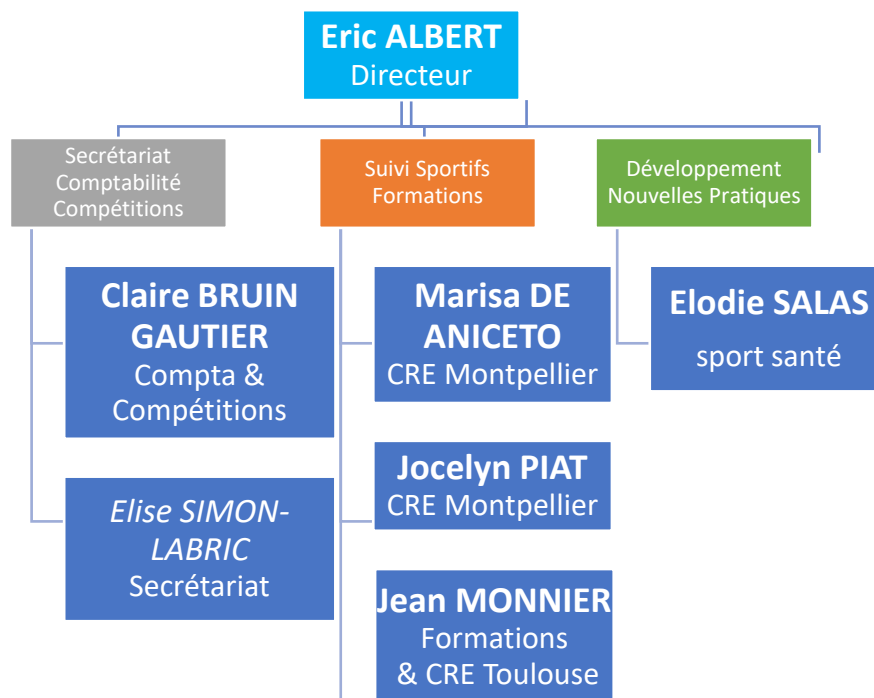 Eric ALBERT
Directeur
Secrétariat
Comptabilité
Compétitions
Suivi Sportifs
Formations
Développement
Nouvelles Pratiques
Claire BRUIN
GAUTIER
Compta &
Compétitions
Elise SIMON-
LABRIC
Secrétariat
Marisa DE
ANICETO
CRE Montpellier
Jocelyn PIAT
CRE Montpellier
Jean MONNIER
Formations
& CRE Toulouse
Elodie SALAS
sport santé